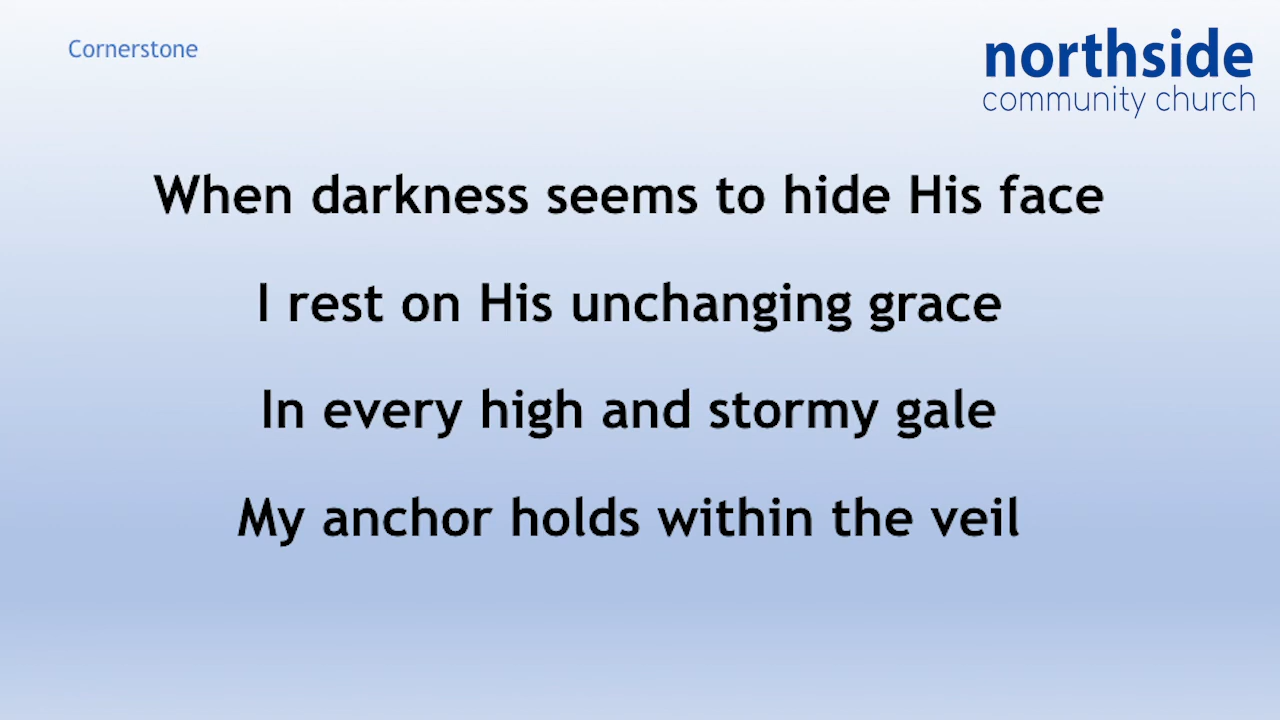 Cornerstone
northside
community church
When darkness seems to hide His face
I rest on His unchanging grace
In every high and stormy gale
My anchor holds within the veil